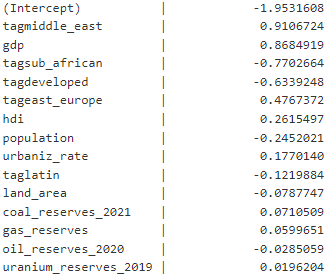 (Intercept) | -1.9531608
tagmiddle_east | 0.9106724
gdp | 0.8684919
tagsub_african | -0.7702664
tagdeveloped | -0.6339248
tageast_europe | 0.4767372
hdi | 0.2615497
population | -0.2452021
urbaniz_rate | 0.1774014
taglatin | -0.1219884
land_area | -0.0787747
coal_reserves_2021 | 0.0710509
gas_reserves | 0.0599651
oil_reserves_2020 | -0.0285059
uranium_reserves_2019 | 0.0196204